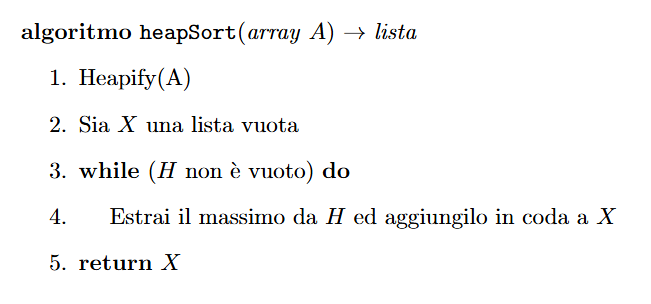 algoritmo heapSort(array A) → lista
1. Heapify(A)
2. Sia X una lista vuota
3. while (H non è vuoto) do
4. Estrai il massimo da H ed aggiungilo in coda a X
5. return X